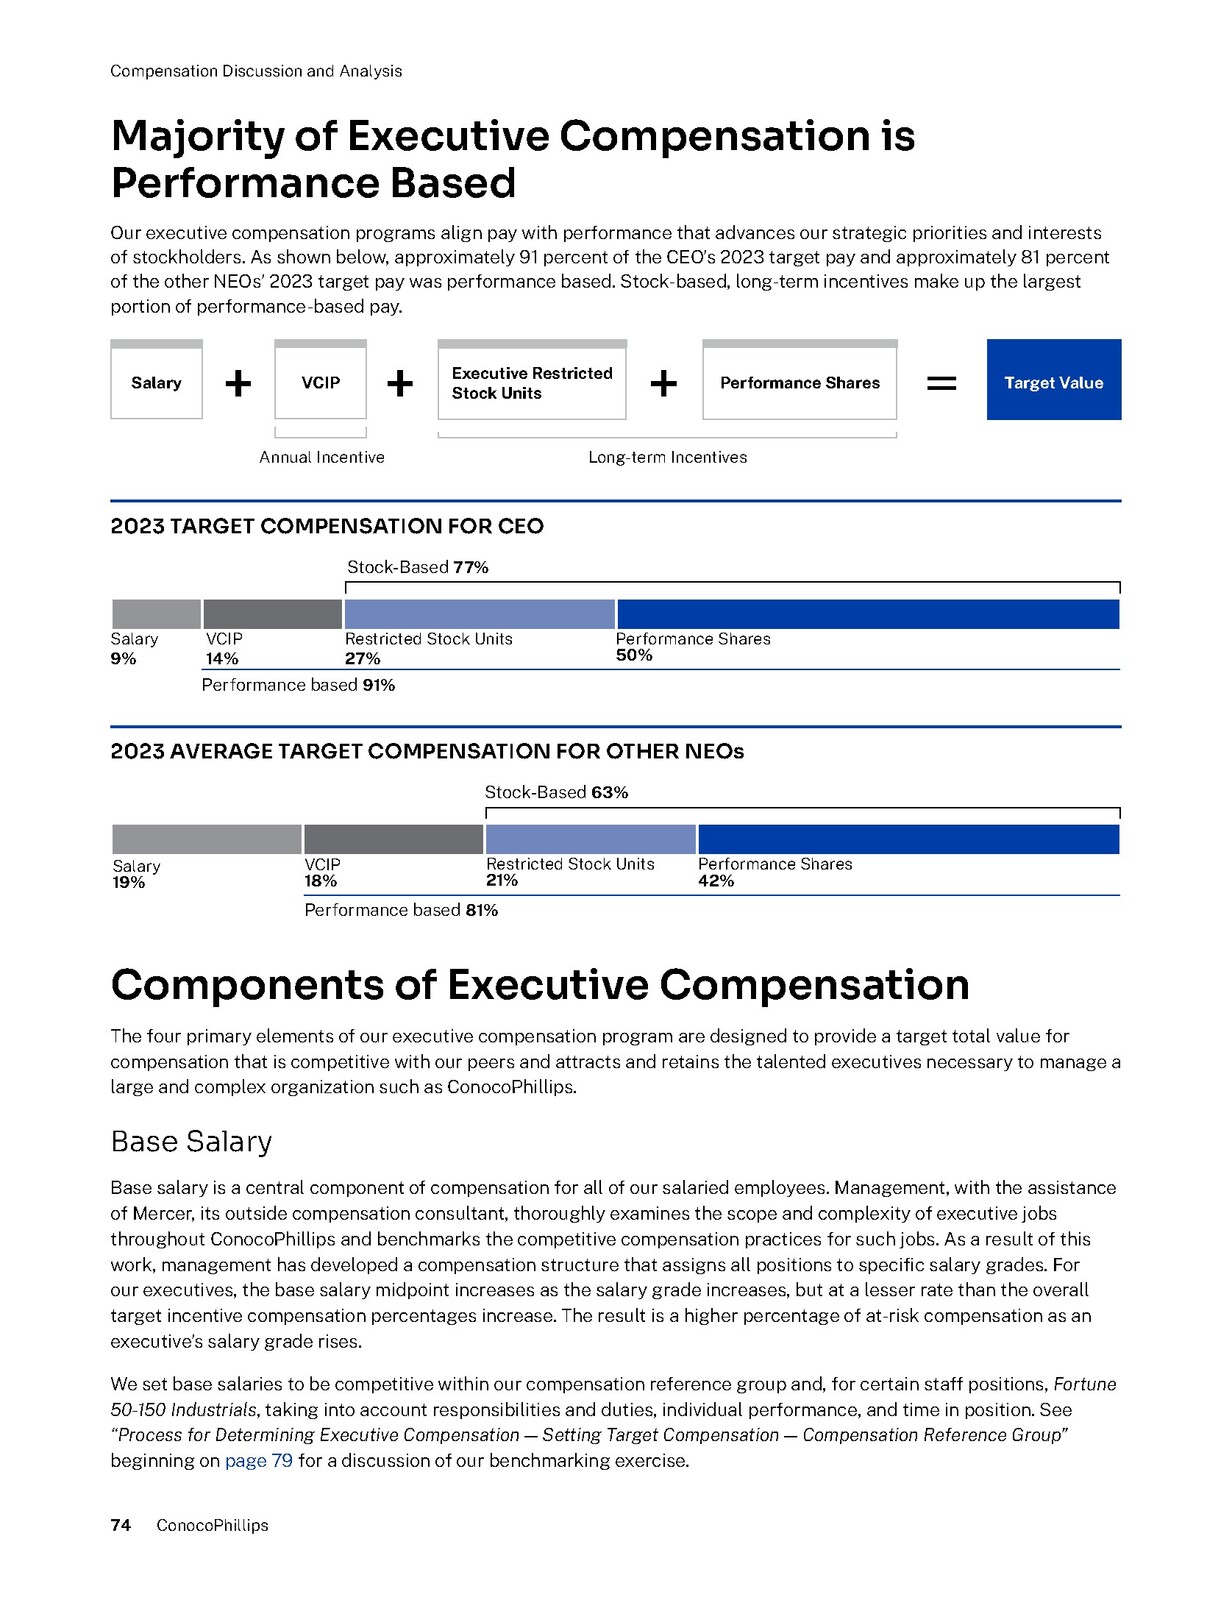 Compensation Discussion and Analysis
Majority of Executive Compensation is
Performance Based
Our executive compensation programs align pay with performance that advances our strategic priorities and interests
of stockholders. As shown below, approximately 91 percent of the CEO's 2023 target pay and approximately 81 percent
of the other NEOs' 2023 target pay was performance based. Stock-based, long-term incentives make up the largest
portion of performance-based pay.
Salary + VCIP + Executive Restricted Stock Units + Performance Shares = Target Value
Annual Incentive Long-term Incentives
2023 TARGET COMPENSATION FOR CEO
Stock-Based 77%
Salary VCIP Restricted Stock Units Performance Shares
9% 14% 27% 50%
Performance based 91%
2023 AVERAGE TARGET COMPENSATION FOR OTHER NEOs
Stock-Based 63%
Salary VCIP Restricted Stock Units Performance Shares
19% 18% 21% 42%
Performance based 81%
Components of Executive Compensation
The four primary elements of our executive compensation program are designed to provide a target total value for
compensation that is competitive with our peers and attracts and retains the talented executives necessary to manage a
large and complex organization such as ConocoPhillips.
Base Salary
Base salary is a central component of compensation for all of our salaried employees. Management, with the assistance
of Mercer, its outside compensation consultant, thoroughly examines the scope and complexity of executive jobs
throughout ConocoPhillips and benchmarks the competitive compensation practices for such jobs. As a result of this
work, management has developed a compensation structure that assigns all positions to specific salary grades. For
our executives, the base salary midpoint increases as the salary grade increases, but at a lesser rate than the overall
target incentive compensation percentages increase. The result is a higher percentage of at-risk compensation as an
executive's salary grade rises.
We set base salaries to be competitive within our compensation reference group and, for certain staff positions, Fortune
50-150 Industrials, taking into account responsibilities and duties, individual performance, and time in position. See
“Process for Determining Executive Compensation — Setting Target Compensation — Compensation Reference Group”
beginning on page 79 for a discussion of our benchmarking exercise.
74 ConocoPhillips